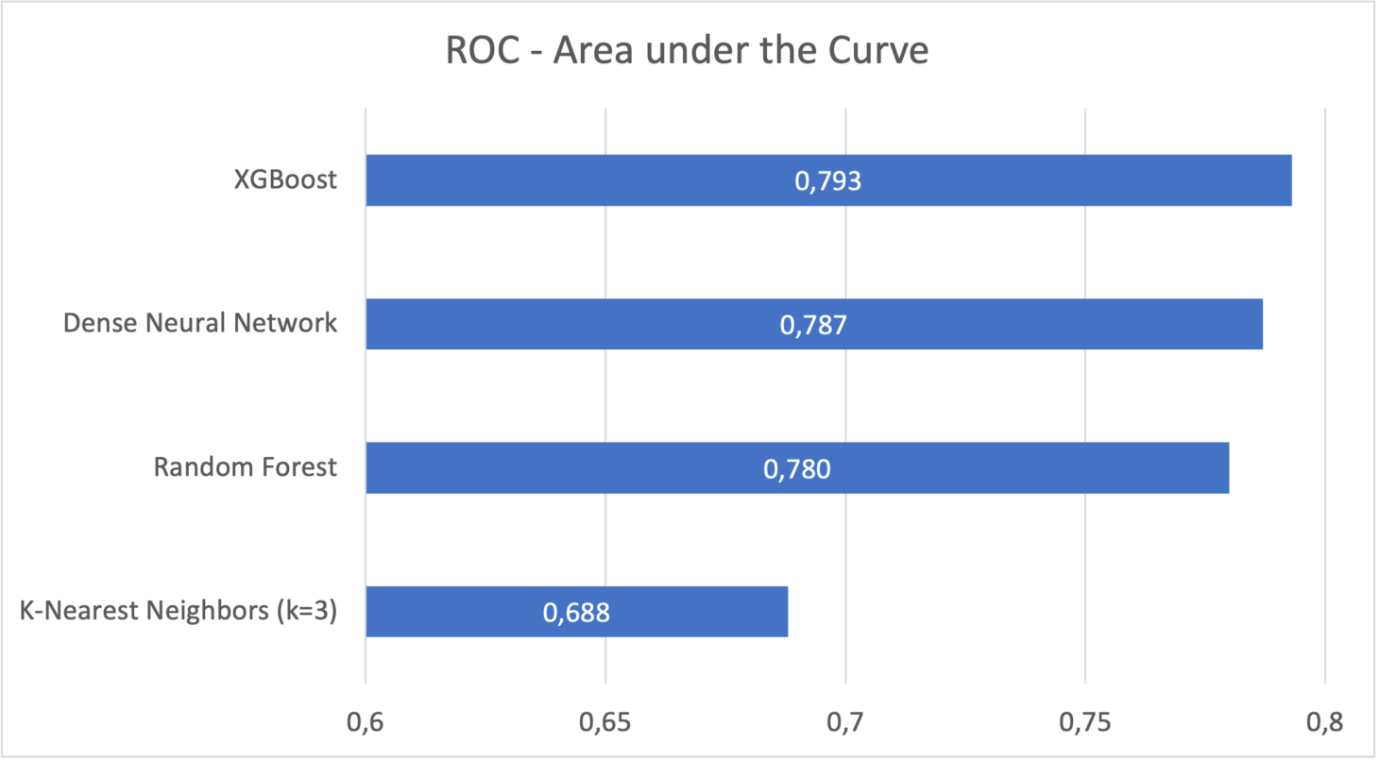 ROC - Area under the Curve
XGBoost
0,793
Dense Neural Network
0,787
Random Forest
0,780
K-Nearest Neighbors (k=3)
0,688
0,6 0,65 0,7 0,75 0,8